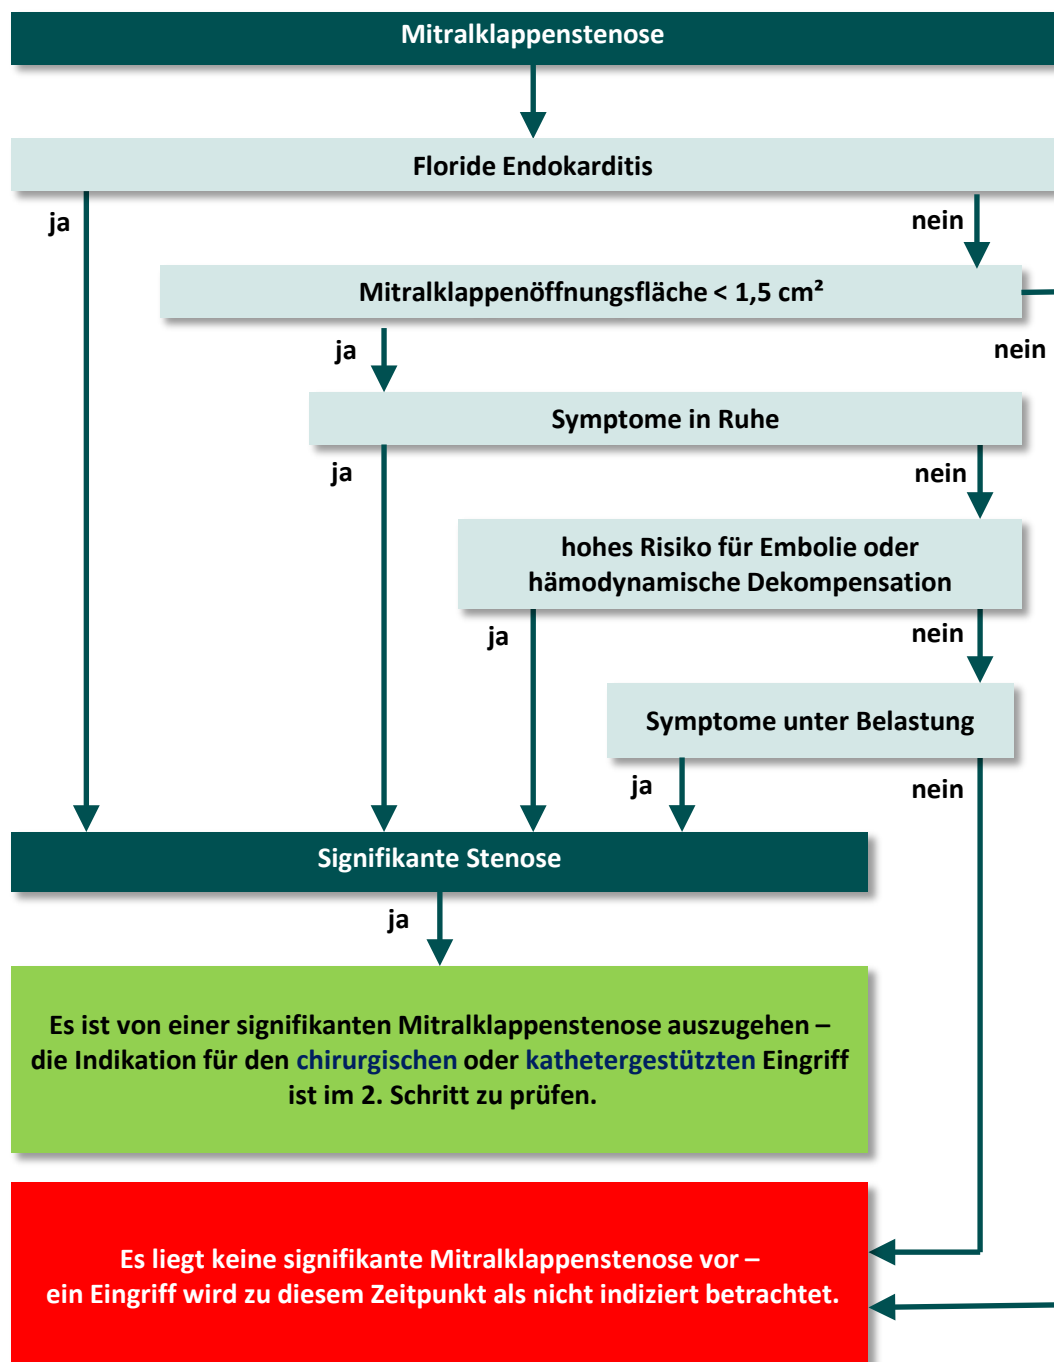 Mitralklappenstenose
Floride Endokarditis
ja
nein
Mitralklappenöffnungsfläche < 1,5 cm²
ja
nein
Symptome in Ruhe
ja
nein
hohes Risiko für Embolie oder
hämodynamische Dekompensation
ja
nein
Symptome unter Belastung
ja
nein
Signifikante Stenose
ja
Es ist von einer signifikanten Mitralklappenstenose auszugehen –
die Indikation für den chirurgischen oder kathetergestützten Eingriff
ist im 2. Schritt zu prüfen.
Es liegt keine signifikante Mitralklappenstenose vor –
ein Eingriff wird zu diesem Zeitpunkt als nicht indiziert betrachtet.